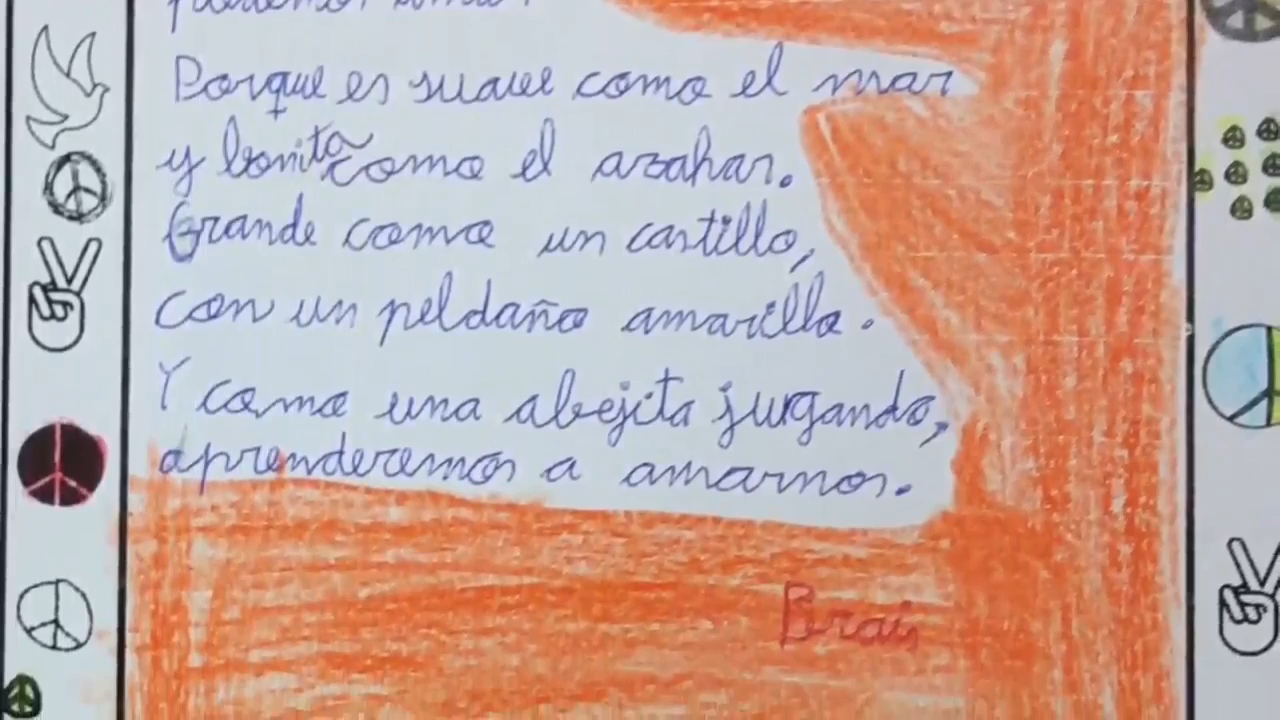 Porque es suave como el mar
y bonita como el azahar.
Grande como un castillo,
con un peldaño amarillo.
Y como una abejita jugando,
aprenderemos a amarnos.
Brais